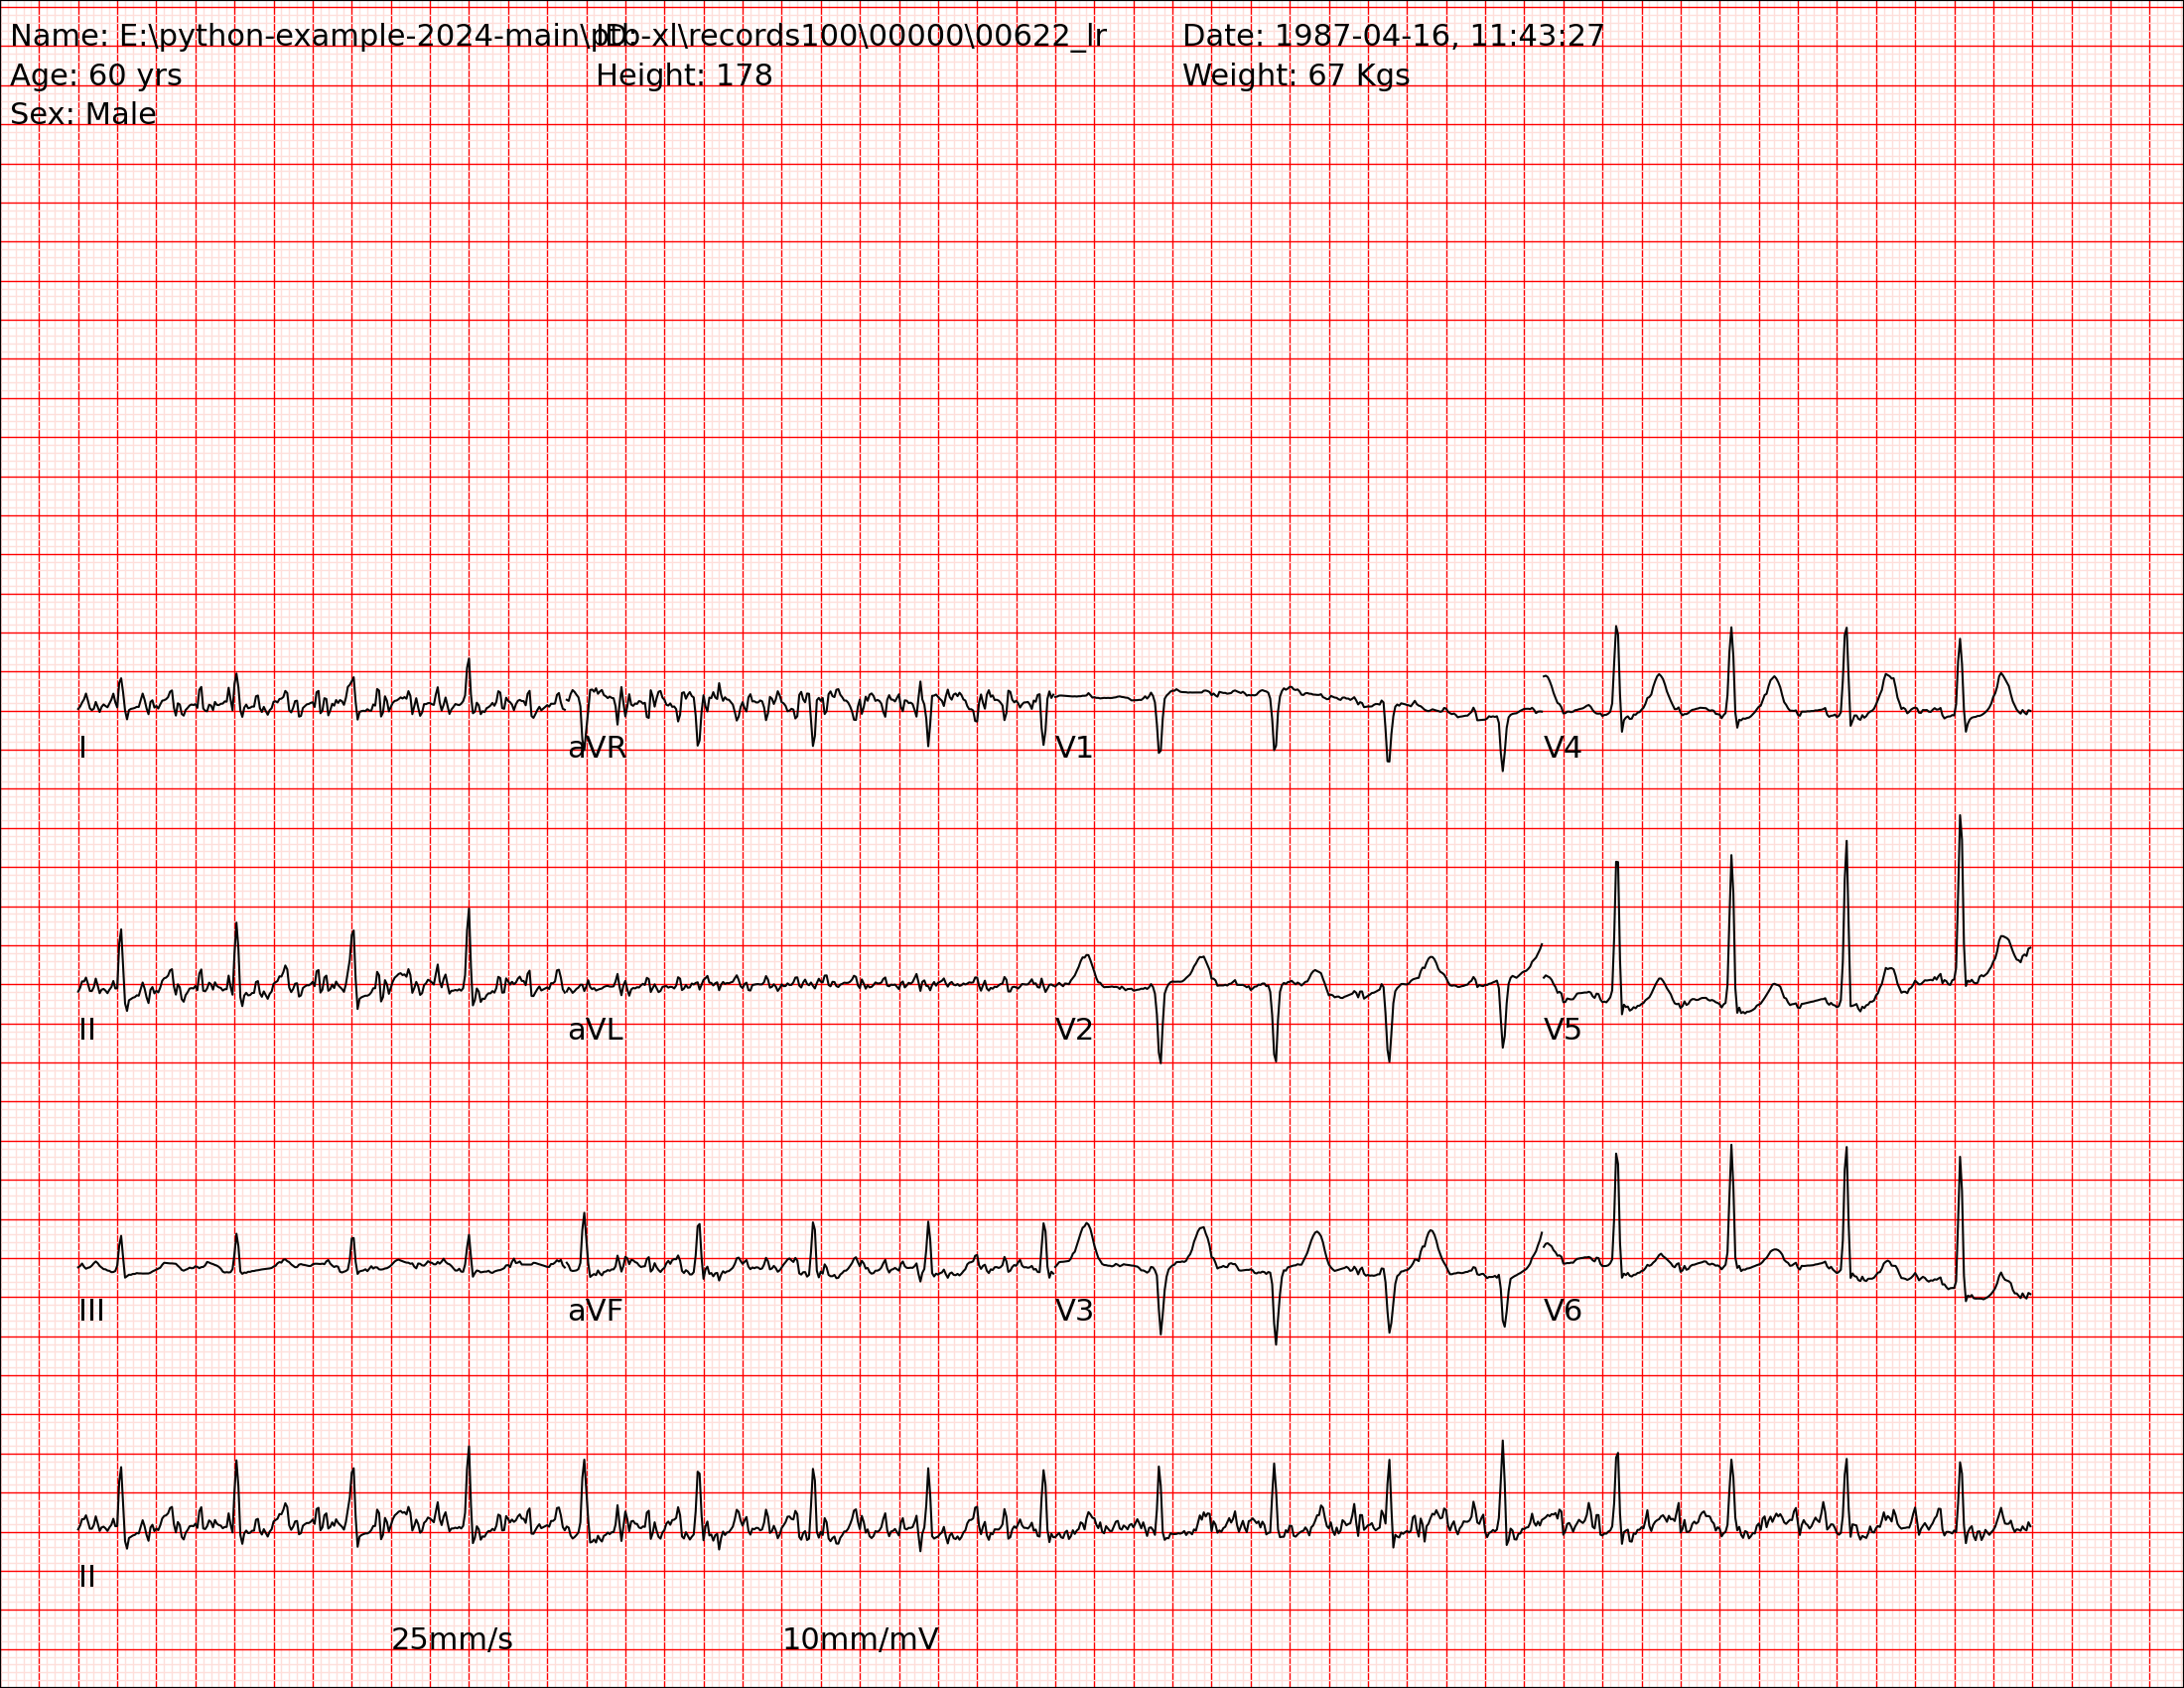 Name: E:\python-example-2024-main\ptb-xl\records100\00000\00622_lr ID: Date: 1987-04-16, 11:43:27
Age: 60 yrs Height: 178 Weight: 67 Kgs
Sex: Male
I aVR V1 V4
II aVL V2 V5
III aVF V3 V6
II
25mm/s 10mm/mV